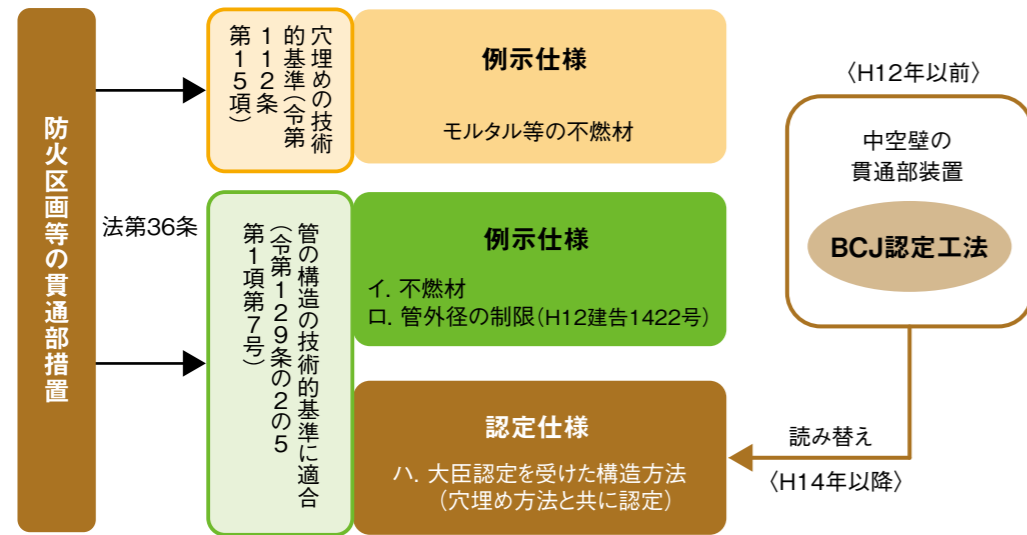 防火区画等の貫通部措置
法第36条
穴埋めの技術
的基準（令第
112条
第15項）
例示仕様
モルタル等の不燃材
管の構造の技術的基準に適合
（令第129条の2の5
第1項第7号）
例示仕様
イ. 不燃材
ロ. 管外径の制限（H12建告1422号）
認定仕様
ハ. 大臣認定を受けた構造方法
（穴埋め方法と共に認定）
〈H12年以前〉
中空壁の
貫通部装置
BCJ認定工法
読み替え
〈H14年以降〉